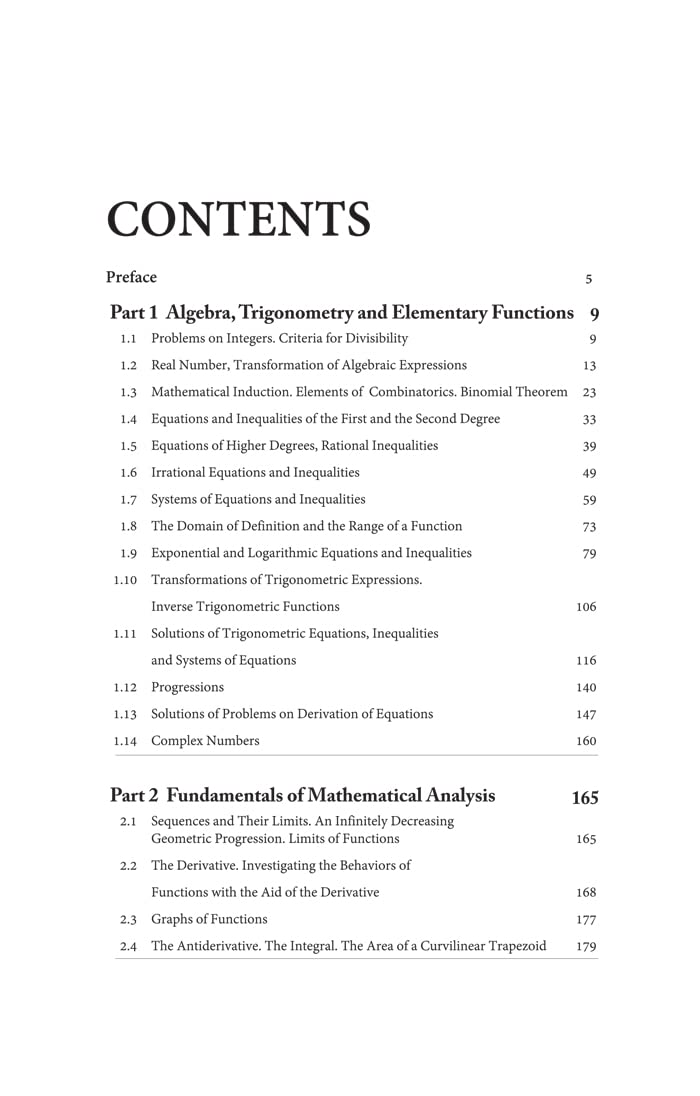 CONTENTS
Preface 5
Part 1 Algebra, Trigonometry and Elementary Functions 9
1.1 Problems on Integers. Criteria for Divisibility 9
1.2 Real Number, Transformation of Algebraic Expressions 13
1.3 Mathematical Induction. Elements of Combinatorics. Binomial Theorem 23
1.4 Equations and Inequalities of the First and the Second Degree 33
1.5 Equations of Higher Degrees, Rational Inequalities 39
1.6 Irrational Equations and Inequalities 49
1.7 Systems of Equations and Inequalities 59
1.8 The Domain of Definition and the Range of a Function 73
1.9 Exponential and Logarithmic Equations and Inequalities 79
1.10 Transformations of Trigonometric Expressions.
Inverse Trigonometric Functions 106
1.11 Solutions of Trigonometric Equations, Inequalities
and Systems of Equations 116
1.12 Progressions 140
1.13 Solutions of Problems on Derivation of Equations 147
1.14 Complex Numbers 160
Part 2 Fundamentals of Mathematical Analysis 165
2.1 Sequences and Their Limits. An Infinitely Decreasing
Geometric Progression. Limits of Functions 165
2.2 The Derivative. Investigating the Behaviors of
Functions with the Aid of the Derivative 168
2.3 Graphs of Functions 177
2.4 The Antiderivative. The Integral. The Area of a Curvilinear Trapezoid 179